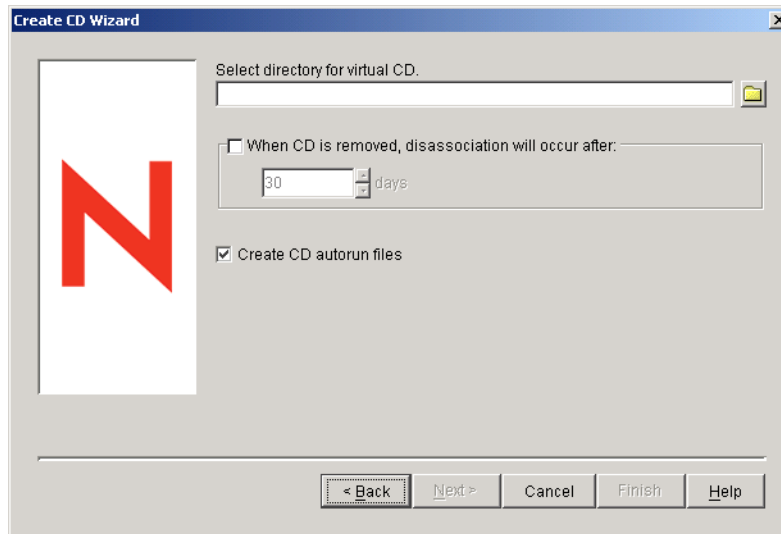 Create CD Wizard
Select directory for virtual CD.
When CD is removed, disassociation will occur after:
30 days
Create CD autorun files
< Back Next > Cancel Finish Help